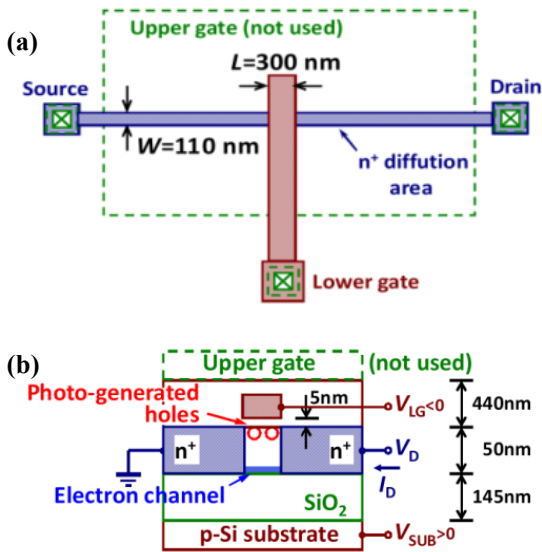 (a)
Upper gate (not used)
L=300 nm
Source
Drain
W=110 nm
n+ diffution
area
Lower gate
(b)
Upper gate (not used)
Photo-generated
holes
5nm
VLG<0
440nm
n+
n+
VD
50nm
Electron channel
ID
SiO2
145nm
p-Si substrate
VSUB>0